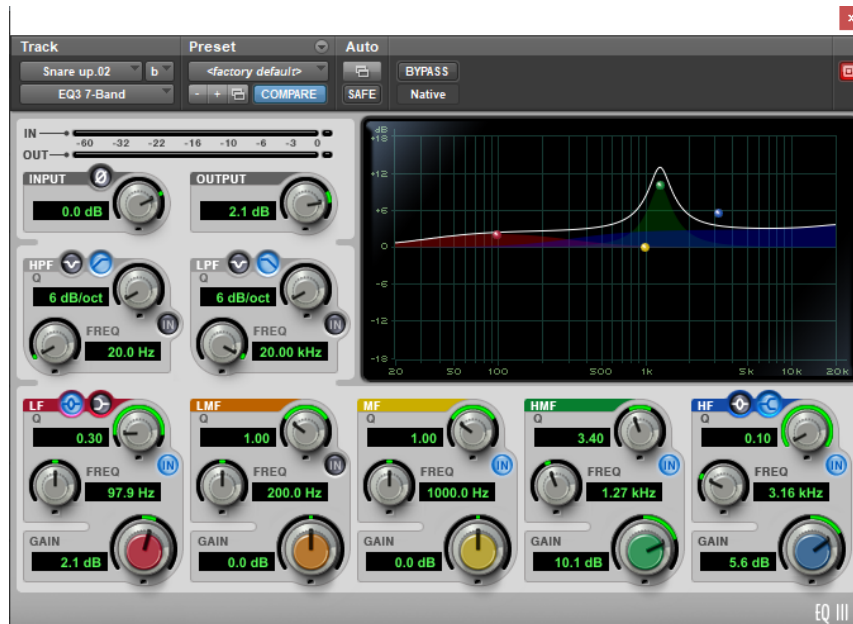 Track Preset Auto
Snare up.02 b <factory default> BYPASS
EQ3 7-Band - + COMPARE SAFE Native
IN
-60 -32 -22 -16 -10 -6 -3 0
OUT
INPUT Ø OUTPUT
0.0 dB 2.1 dB
HPF LPF
Q Q
6 dB/oct 6 dB/oct
IN IN
FREQ FREQ
20.0 Hz 20.00 kHz
dB
+18
+12
+6
0
-6
-12
-18
20 50 100 500 1k 5k 10k 20k
LF LMF MF HMF HF
Q Q Q Q Q
0.30 1.00 1.00 3.40 0.10
IN IN IN IN IN
FREQ FREQ FREQ FREQ FREQ
97.9 Hz 200.0 Hz 1000.0 Hz 1.27 kHz 3.16 kHz
GAIN GAIN GAIN GAIN GAIN
2.1 dB 0.0 dB 0.0 dB 10.1 dB 5.6 dB
EQ III